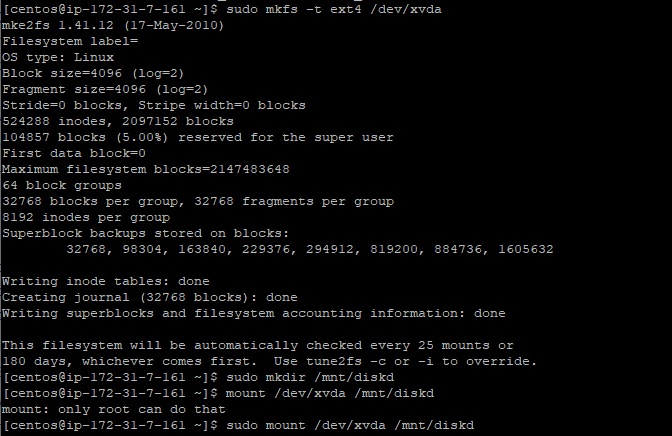 [centos@ip-172-31-7-161 ~]$ sudo mkfs -t ext4 /dev/xvda
mke2fs 1.41.12 (17-May-2010)
Filesystem label=
OS type: Linux
Block size=4096 (log=2)
Fragment size=4096 (log=2)
Stride=0 blocks, Stripe width=0 blocks
524288 inodes, 2097152 blocks
104857 blocks (5.00%) reserved for the super user
First data block=0
Maximum filesystem blocks=2147483648
64 block groups
32768 blocks per group, 32768 fragments per group
8192 inodes per group
Superblock backups stored on blocks:
        32768, 98304, 163840, 229376, 294912, 819200, 884736, 1605632

Writing inode tables: done
Creating journal (32768 blocks): done
Writing superblocks and filesystem accounting information: done

This filesystem will be automatically checked every 25 mounts or
180 days, whichever comes first.  Use tune2fs -c or -i to override.
[centos@ip-172-31-7-161 ~]$ sudo mkdir /mnt/diskd
[centos@ip-172-31-7-161 ~]$ mount /dev/xvda /mnt/diskd
mount: only root can do that
[centos@ip-172-31-7-161 ~]$ sudo mount /dev/xvda /mnt/diskd